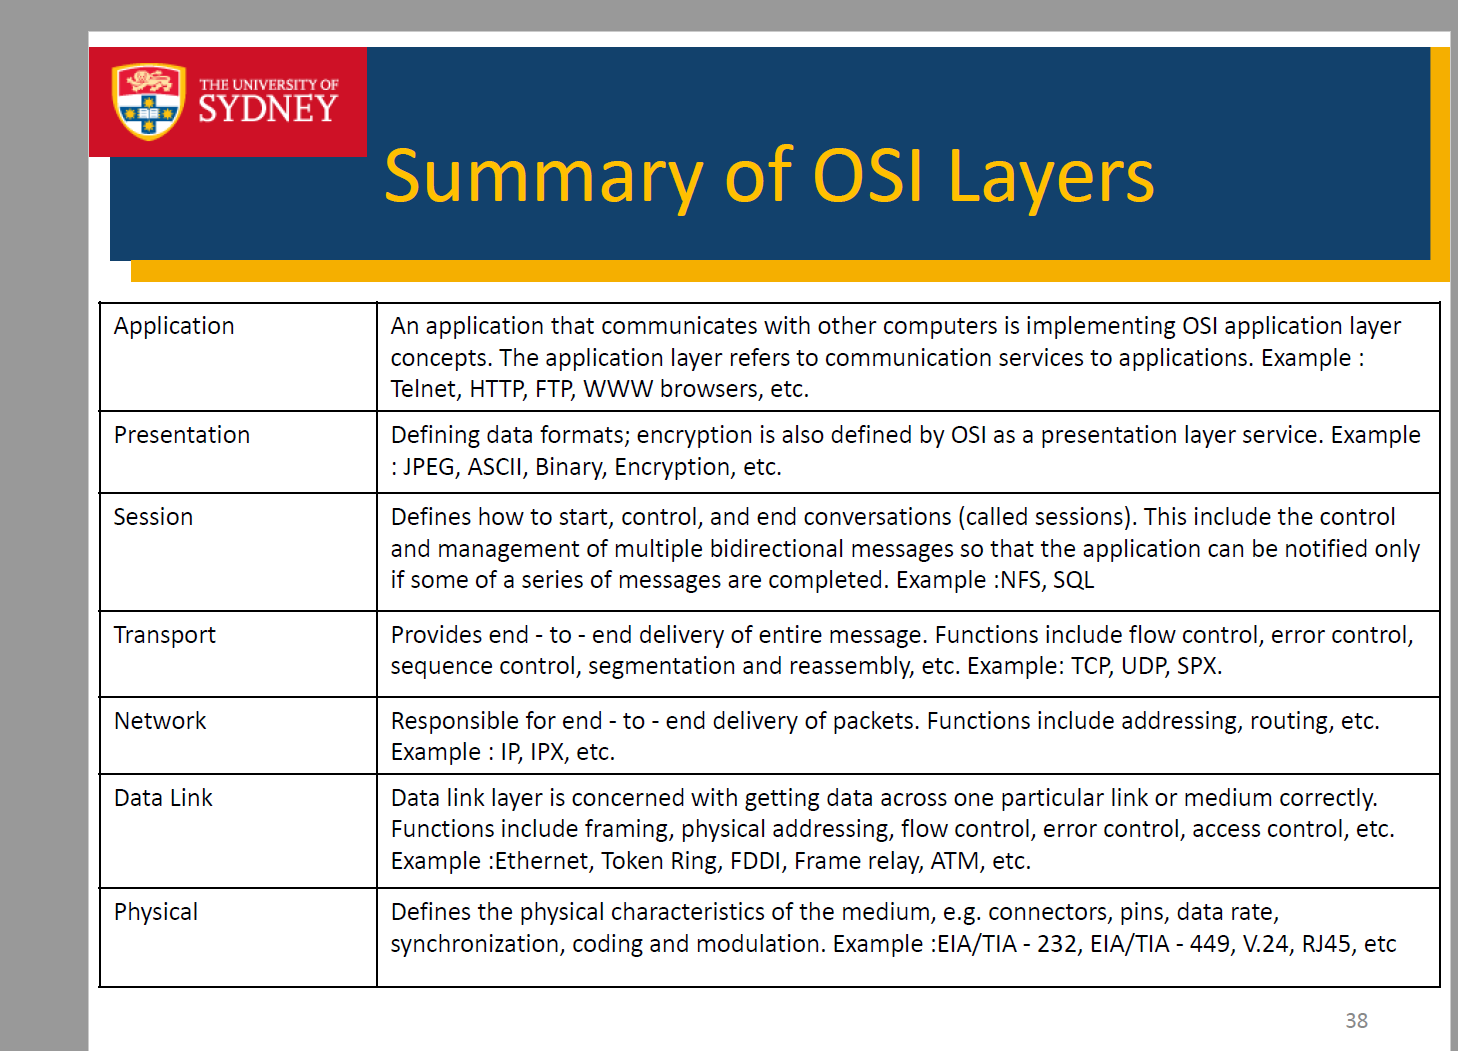 THE UNIVERSITY OF
SYDNEY
Summary of OSI Layers
Application
An application that communicates with other computers is implementing OSI application layer
concepts. The application layer refers to communication services to applications. Example :
Telnet, HTTP, FTP, WWW browsers, etc.
Presentation
Defining data formats; encryption is also defined by OSI as a presentation layer service. Example
: JPEG, ASCII, Binary, Encryption, etc.
Session
Defines how to start, control, and end conversations (called sessions). This include the control
and management of multiple bidirectional messages so that the application can be notified only
if some of a series of messages are completed. Example :NFS, SQL
Transport
Provides end - to - end delivery of entire message. Functions include flow control, error control,
sequence control, segmentation and reassembly, etc. Example: TCP, UDP, SPX.
Network
Responsible for end - to - end delivery of packets. Functions include addressing, routing, etc.
Example : IP, IPX, etc.
Data Link
Data link layer is concerned with getting data across one particular link or medium correctly.
Functions include framing, physical addressing, flow control, error control, access control, etc.
Example :Ethernet, Token Ring, FDDI, Frame relay, ATM, etc.
Physical
Defines the physical characteristics of the medium, e.g. connectors, pins, data rate,
synchronization, coding and modulation. Example :EIA/TIA - 232, EIA/TIA - 449, V.24, RJ45, etc
38